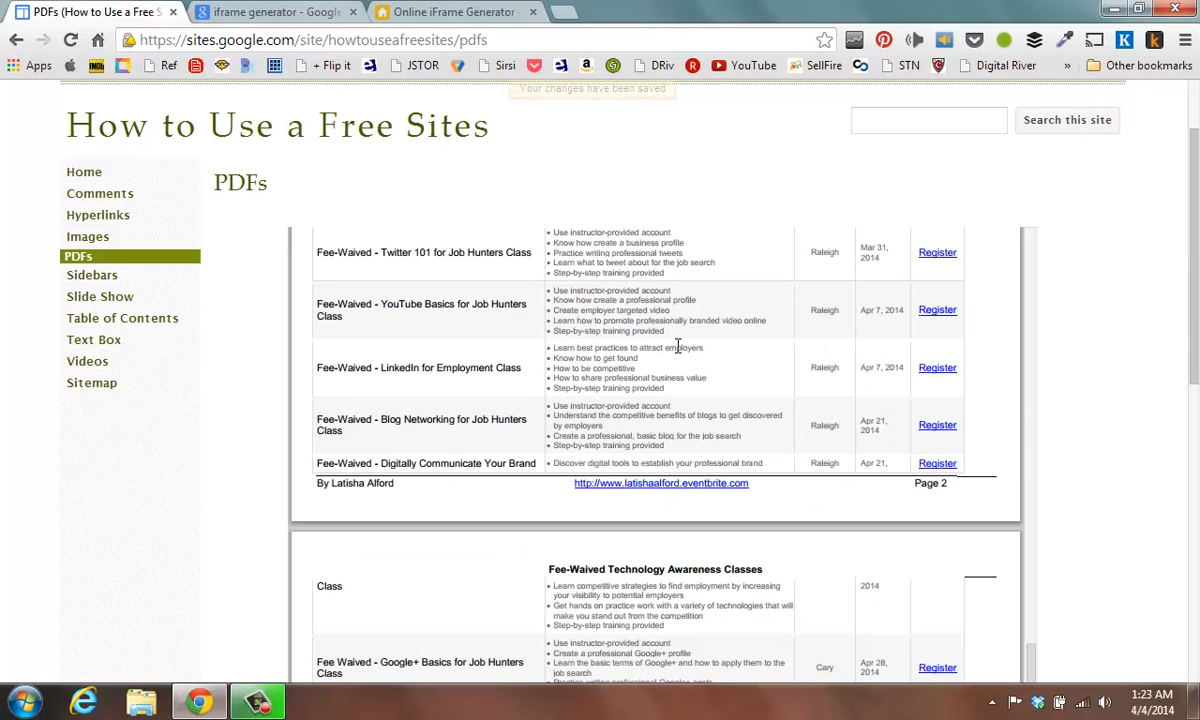 PDFs (How to Use a Free S
iframe generator - Google
Online iFrame Generator -
https://sites.google.com/site/howtouseafreesites/pdfs
Apps
Ref
+ Flip it
JSTOR
Sirsi
DRiv
YouTube
SellFire
STN
Digital River
»
Other bookmarks
Your changes have been saved
How to Use a Free Sites
Search this site
Home
Comments
Hyperlinks
Images
PDFs
Sidebars
Slide Show
Table of Contents
Text Box
Videos
Sitemap
PDFs
Fee-Waived - Twitter 101 for Job Hunters Class
• Use instructor-provided account
• Know how create a business profile
• Practice writing professional tweets
• Learn what to tweet about for the job search
• Step-by-step training provided
Raleigh
Mar 31,
2014
Register
Fee-Waived - YouTube Basics for Job Hunters
Class
• Use instructor-provided account
• Know how create a professional profile
• Create employer targeted video
• Learn how to promote professionally branded video online
• Step-by-step training provided
Raleigh
Apr 7, 2014
Register
Fee-Waived - LinkedIn for Employment Class
• Learn best practices to attract employers
• Know how to get found
• How to be competitive
• How to share professional business value
• Step-by-step training provided
Raleigh
Apr 7, 2014
Register
Fee-Waived - Blog Networking for Job Hunters
Class
• Use instructor-provided account
• Understand the competitive benefits of blogs to get discovered
by employers
• Create a professional, basic blog for the job search
• Step-by-step training provided
Raleigh
Apr 21,
2014
Register
Fee-Waived - Digitally Communicate Your Brand
• Discover digital tools to establish your professional brand
Raleigh
Apr 21,
Register
By Latisha Alford
http://www.latishaalford.eventbrite.com
Page 2
Fee-Waived Technology Awareness Classes
Class
• Learn competitive strategies to find employment by increasing
your visibility to potential employers
• Get hands on practice work with a variety of technologies that will
make you stand out from the competition
• Step-by-step training provided
2014
Fee Waived - Google+ Basics for Job Hunters
Class
• Use instructor-provided account
• Create a professional Google+ profile
• Learn the basic terms of Google+ and how to apply them to the
job search
• Practice writing professional Google+ posts
Cary
Apr 28,
2014
Register
1:23 AM
4/4/2014